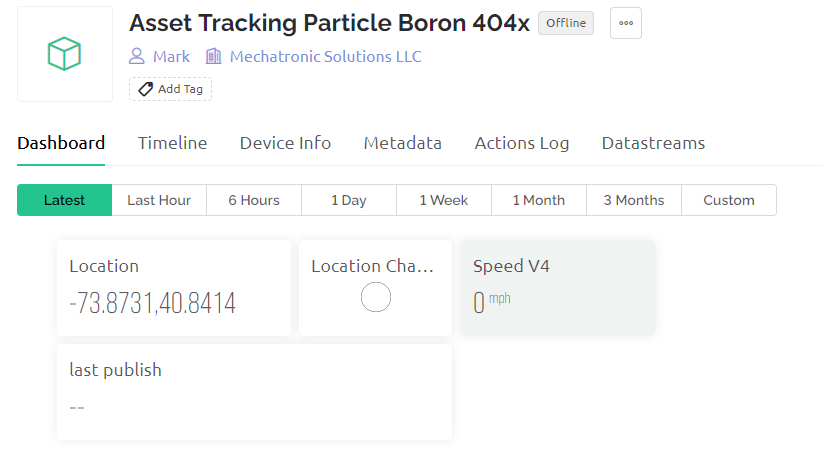 Asset Tracking Particle Boron 404x Offline
Mark Mechatronic Solutions LLC
Add Tag
Dashboard Timeline Device Info Metadata Actions Log Datastreams
Latest Last Hour 6 Hours 1 Day 1 Week 1 Month 3 Months Custom
Location Location Cha... Speed V4
-73.8731,40.8414 0 mph
last publish
--